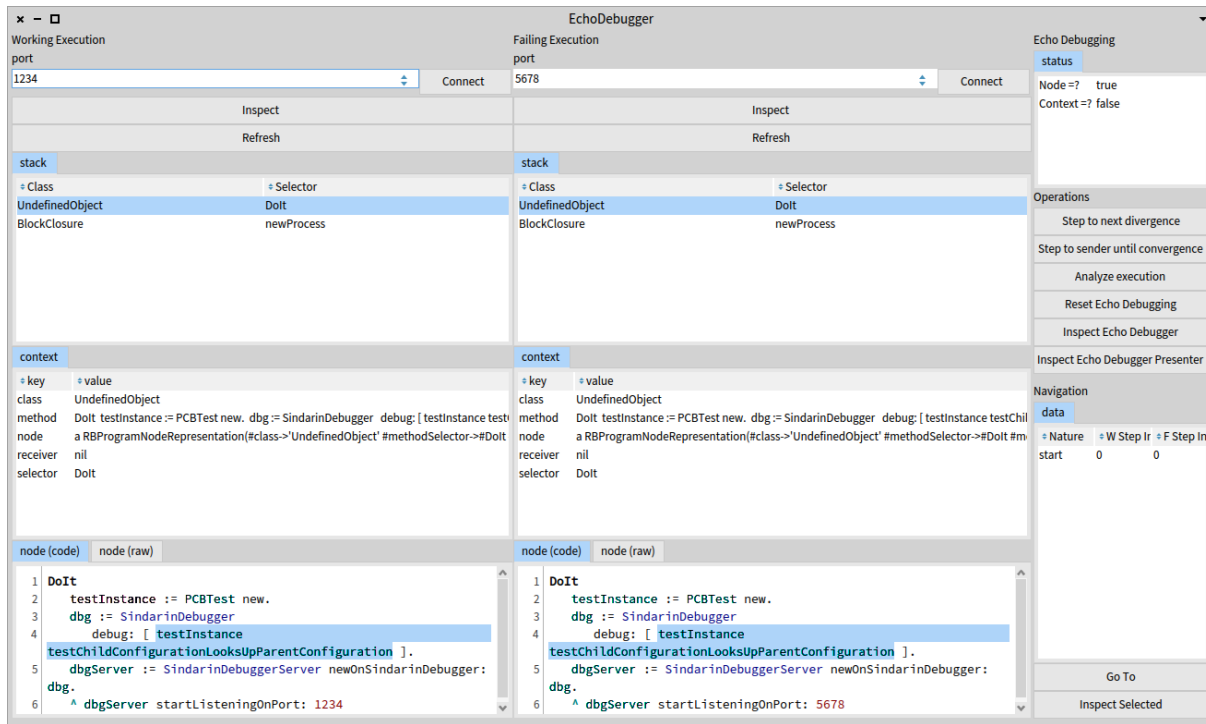 EchoDebugger
Working Execution
port
1234
Connect
Inspect
Refresh
stack
Class Selector
UndefinedObject DoIt
BlockClosure newProcess
context
key value
class UndefinedObject
method DoIt testInstance := PCBTest new. dbg := SindarinDebugger debug: [ testInstance test
node a RBProgramNodeRepresentation(#class->'UndefinedObject' #methodSelector->#DoIt
receiver nil
selector DoIt
node (code) node (raw)
1 DoIt
2 testInstance := PCBTest new.
3 dbg := SindarinDebugger
4 debug: [ testInstance
testChildConfigurationLooksUpParentConfiguration ].
5 dbgServer := SindarinDebuggerServer newOnSindarinDebugger:
dbg.
6 ^ dbgServer startListeningOnPort: 1234
Failing Execution
port
5678
Connect
Inspect
Refresh
stack
Class Selector
UndefinedObject DoIt
BlockClosure newProcess
context
key value
class UndefinedObject
method DoIt testInstance := PCBTest new. dbg := SindarinDebugger debug: [ testInstance testChil
node a RBProgramNodeRepresentation(#class->'UndefinedObject' #methodSelector->#DoIt #m
receiver nil
selector DoIt
node (code) node (raw)
1 DoIt
2 testInstance := PCBTest new.
3 dbg := SindarinDebugger
4 debug: [ testInstance
testChildConfigurationLooksUpParentConfiguration ].
5 dbgServer := SindarinDebuggerServer newOnSindarinDebugger:
dbg.
6 ^ dbgServer startListeningOnPort: 5678
Echo Debugging
status
Node =? true
Context =? false
Operations
Step to next divergence
Step to sender until convergence
Analyze execution
Reset Echo Debugging
Inspect Echo Debugger
Inspect Echo Debugger Presenter
Navigation
data
Nature W Step Ir F Step In
start 0 0
Go To
Inspect Selected